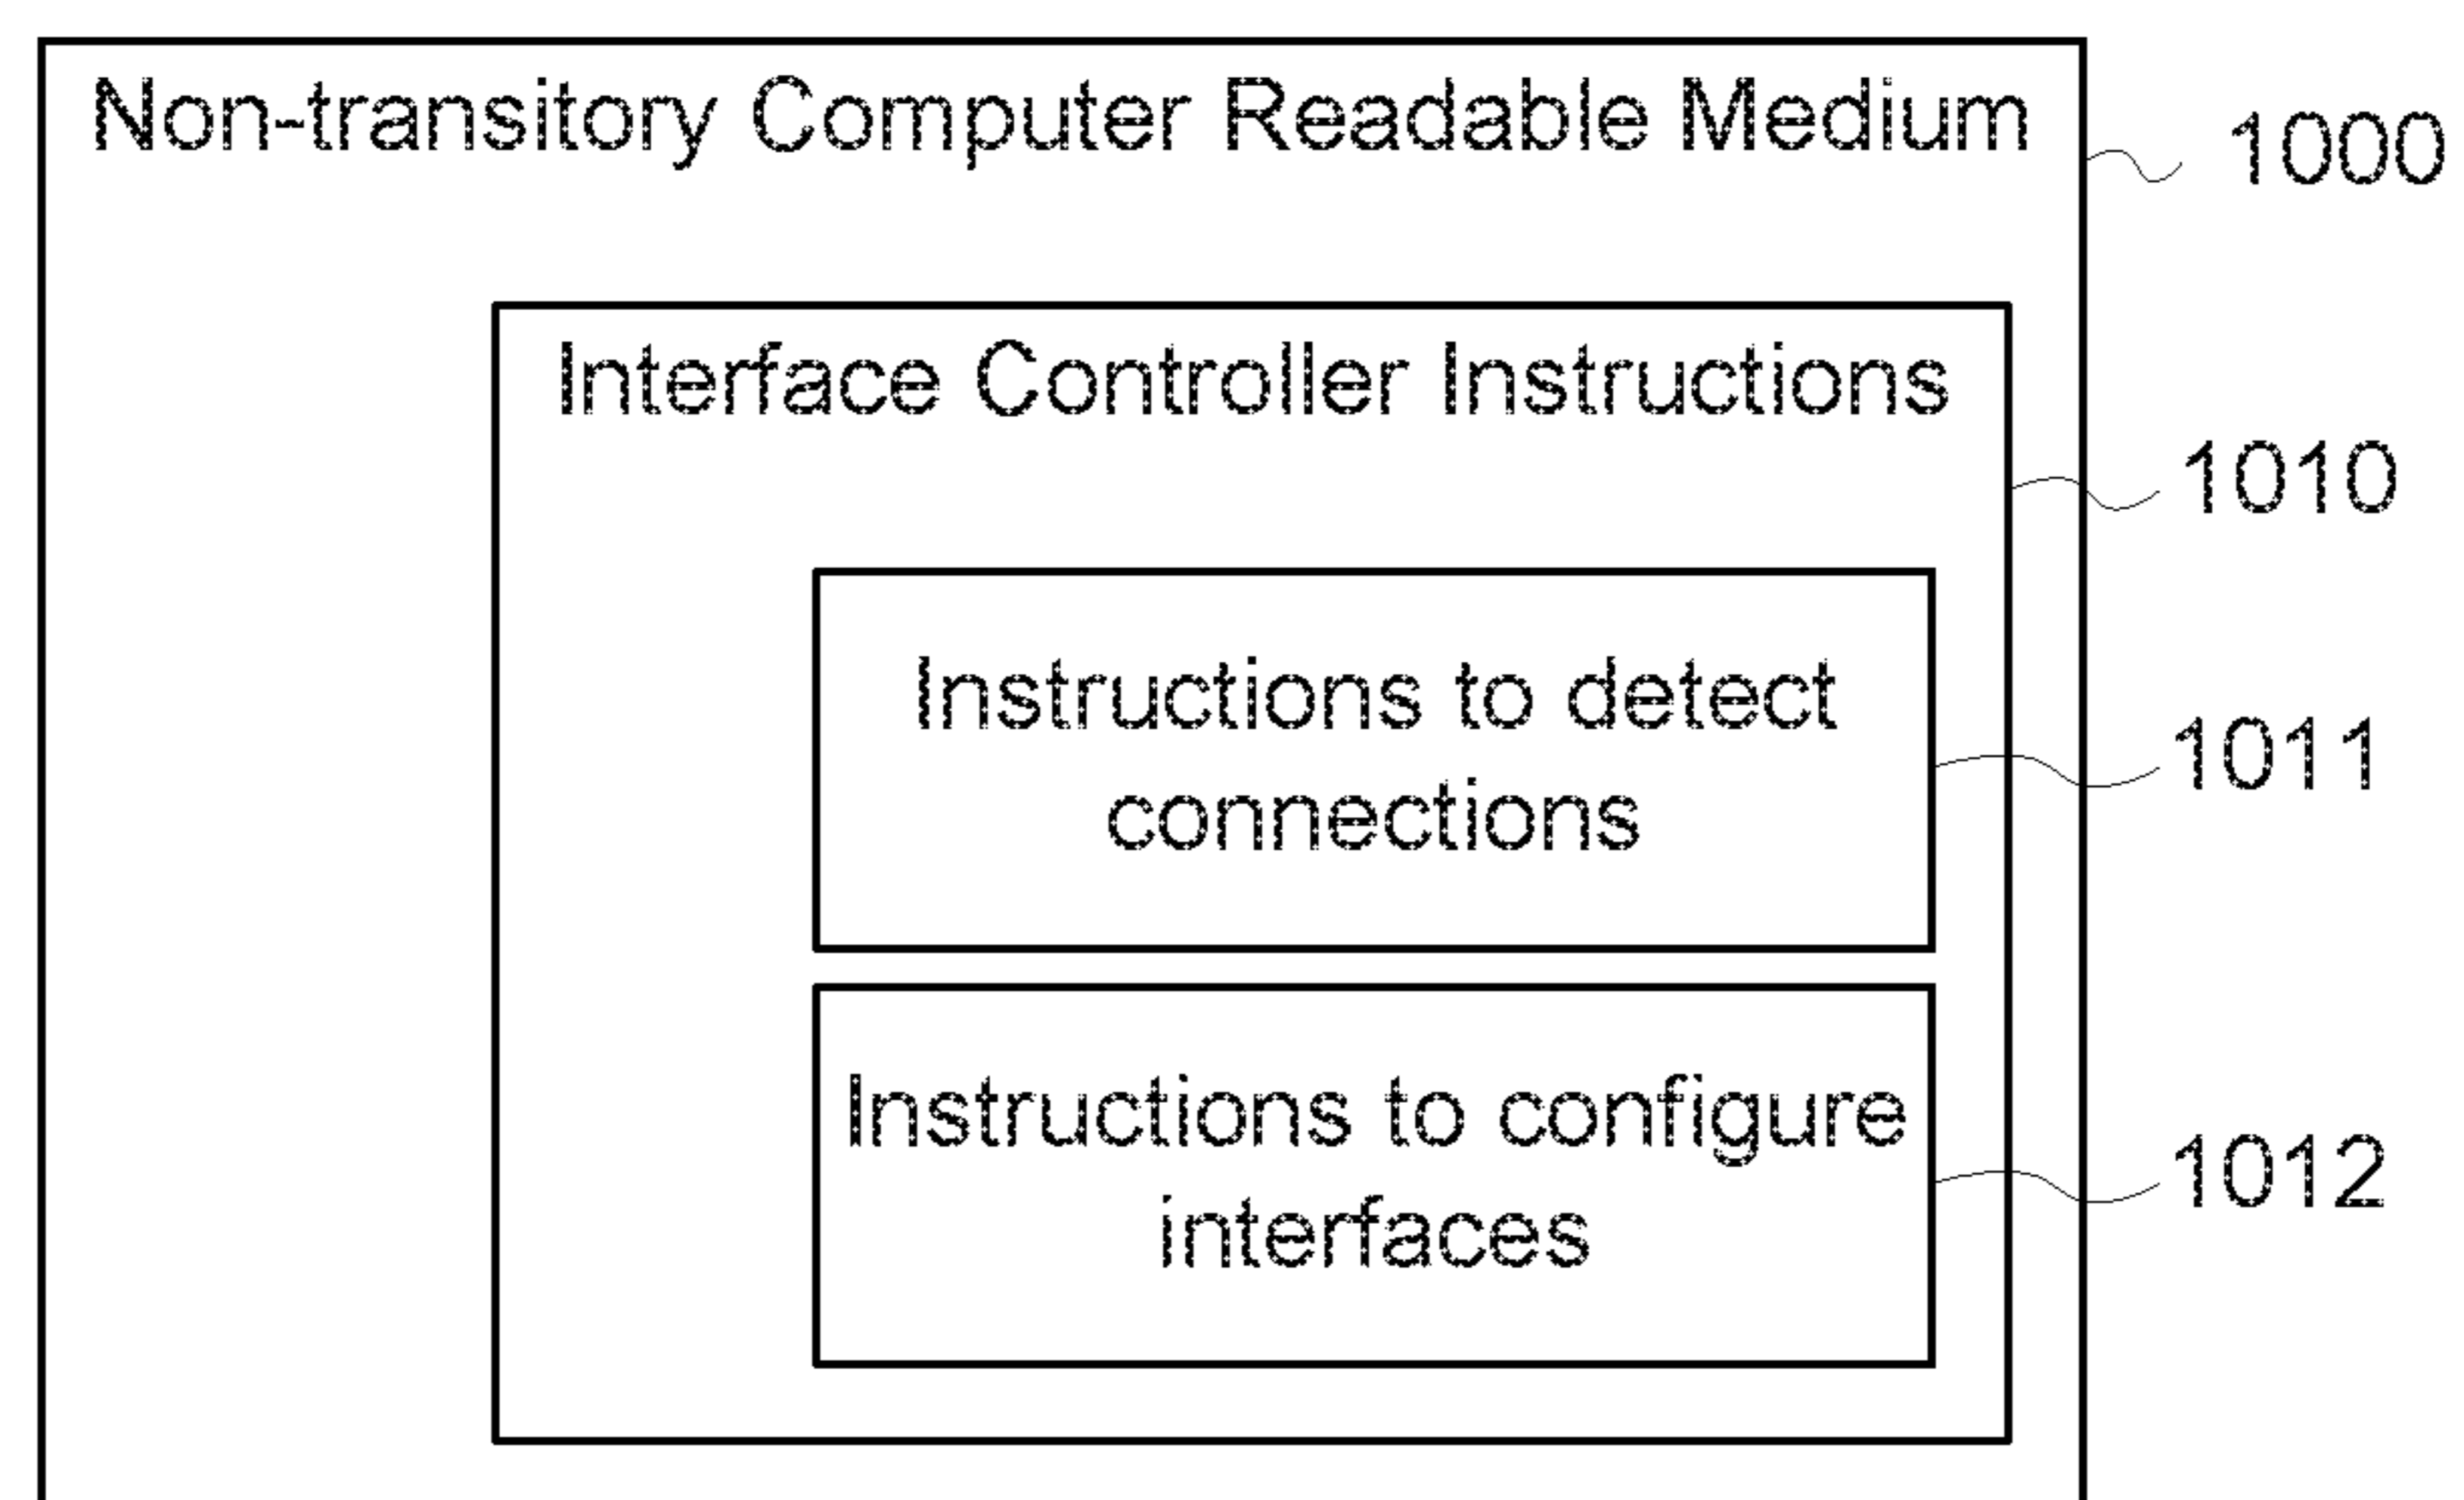 Non-transitory Computer Readable Medium
1000
Interface Controller Instructions
1010
Instructions to detect
connections
1011
Instructions to configure
interfaces
1012